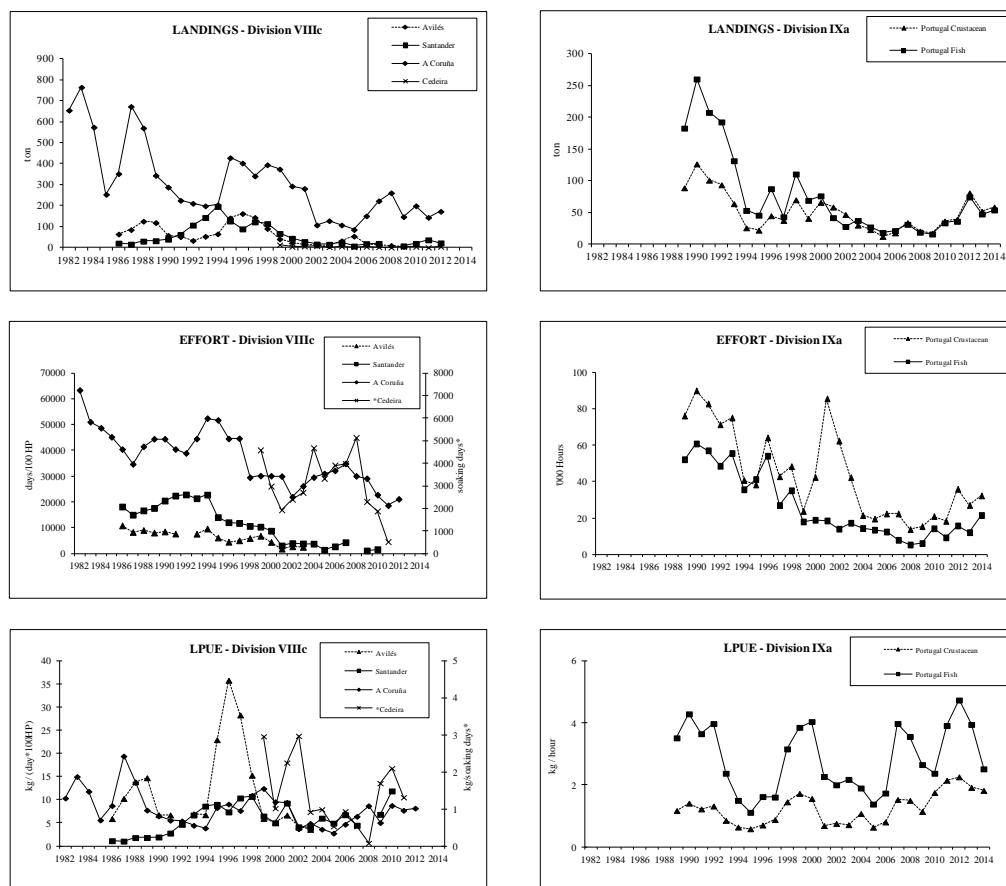 LANDINGS - Division VIIIc
Avilés
Santander
A Coruña
Cedeira
900
800
700
600
500
400
300
200
100
0
ton
1982 1984 1986 1988 1990 1992 1994 1996 1998 2000 2002 2004 2006 2008 2010 2012 2014
LANDINGS - Division IXa
Portugal Crustacean
Portugal Fish
300
250
200
150
100
50
0
ton
1982 1984 1986 1988 1990 1992 1994 1996 1998 2000 2002 2004 2006 2008 2010 2012 2014
EFFORT - Division VIIIc
Avilés
Santander
A Coruña
*Cedeira
70000
60000
50000
40000
30000
20000
10000
0
days/100 HP
8000
7000
6000
5000
4000
3000
2000
1000
0
soaking days*
1982 1984 1986 1988 1990 1992 1994 1996 1998 2000 2002 2004 2006 2008 2010 2012 2014
EFFORT - Division IXa
Portugal Crustacean
Portugal Fish
100
80
60
40
20
0
'000 Hours
1982 1984 1986 1988 1990 1992 1994 1996 1998 2000 2002 2004 2006 2008 2010 2012 2014
LPUE - Division VIIIc
Avilés
Santander
A Coruña
*Cedeira
40
35
30
25
20
15
10
5
0
kg / (day*100HP)
5
4
3
2
1
0
kg/soaking days*
1982 1984 1986 1988 1990 1992 1994 1996 1998 2000 2002 2004 2006 2008 2010 2012 2014
LPUE - Division IXa
Portugal Crustacean
Portugal Fish
6
4
2
0
kg / hour
1982 1984 1986 1988 1990 1992 1994 1996 1998 2000 2002 2004 2006 2008 2010 2012 2014